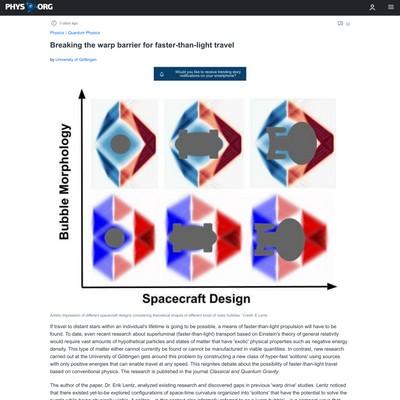 PHYS ORG
3 days ago
Physics / Quantum Physics
Breaking the warp barrier for faster-than-light travel
by University of Göttingen
Would you like to receive trending story
notifications on your smartphone?
Bubble Morphology
Spacecraft Design
Artistic impression of different spacecraft designs considering theoretical shapes of different kinds of 'warp bubbles.' Credit: E Lentz
If travel to distant stars within an individual's lifetime is going to be possible, a means of faster-than-light propulsion will have to be
found. To date, even recent research about superluminal (faster-than-light) transport based on Einstein's theory of general relativity
would require vast amounts of hypothetical particles and states of matter that have 'exotic' physical properties such as negative energy
density. This type of matter either cannot currently be found or cannot be manufactured in viable quantities. In contrast, new research
carried out at the University of Göttingen gets around this problem by constructing a new class of hyper-fast 'solitons' using sources
with only positive energies that can enable travel at any speed. This reignites debate about the possibility of faster-than-light travel
based on conventional physics. The research is published in the journal Classical and Quantum Gravity.
The author of the paper, Dr. Erik Lentz, analyzed existing research and discovered gaps in previous 'warp drive' studies. Lentz noticed
that there existed yet-to-be explored configurations of space-time curvature organized into 'solitons' that have the potential to solve the